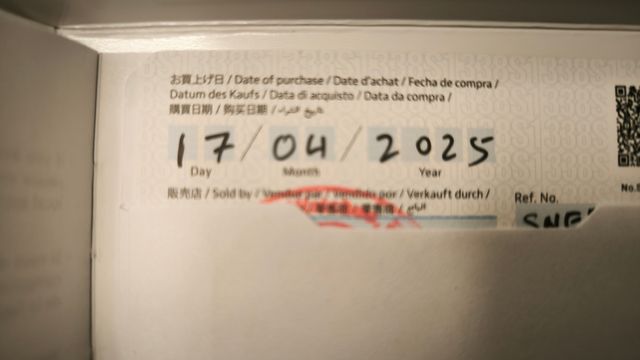 お買上げ日 / Date of purchase / Date d'achat / Fecha de compra /
Datum des Kaufs / Data di acquisto / Data da compra /
購買日期 / 购买日期 / تاريخ الشراء
17 / 04 / 2025
Day Month Year
販売店 / Sold by / Vendu par / Vendido por / Verkauft durch /
Ref. No.